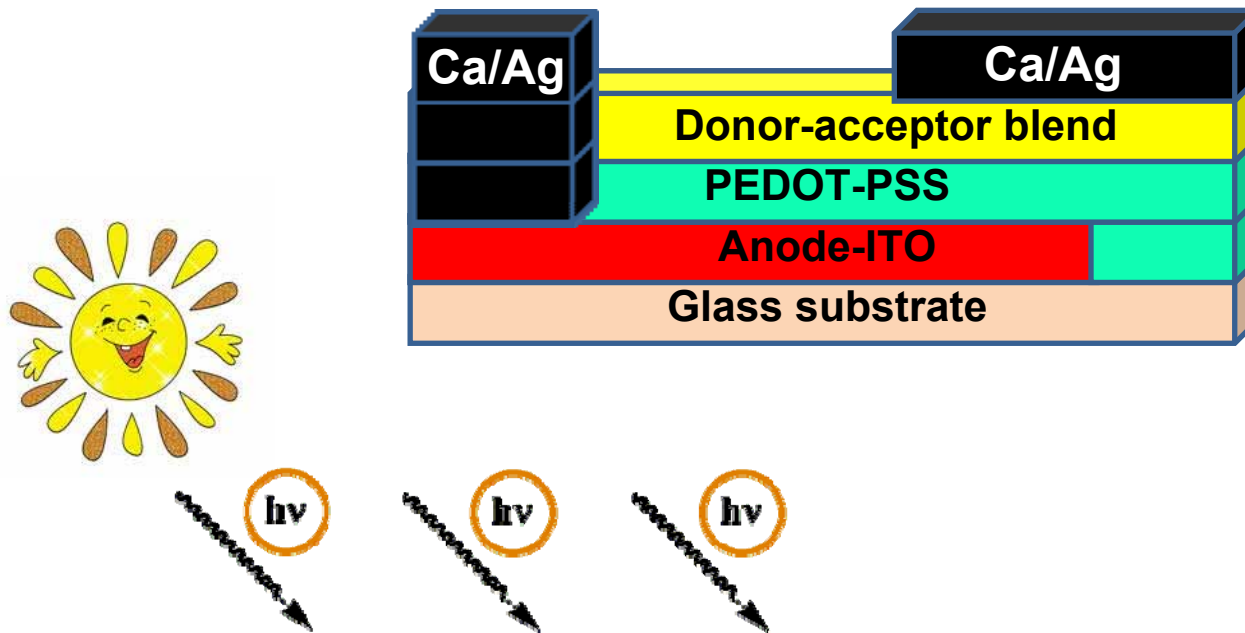 Ca/Ag
Ca/Ag
Donor-acceptor blend
PEDOT-PSS
Anode-ITO
Glass substrate
hν
hν
hν